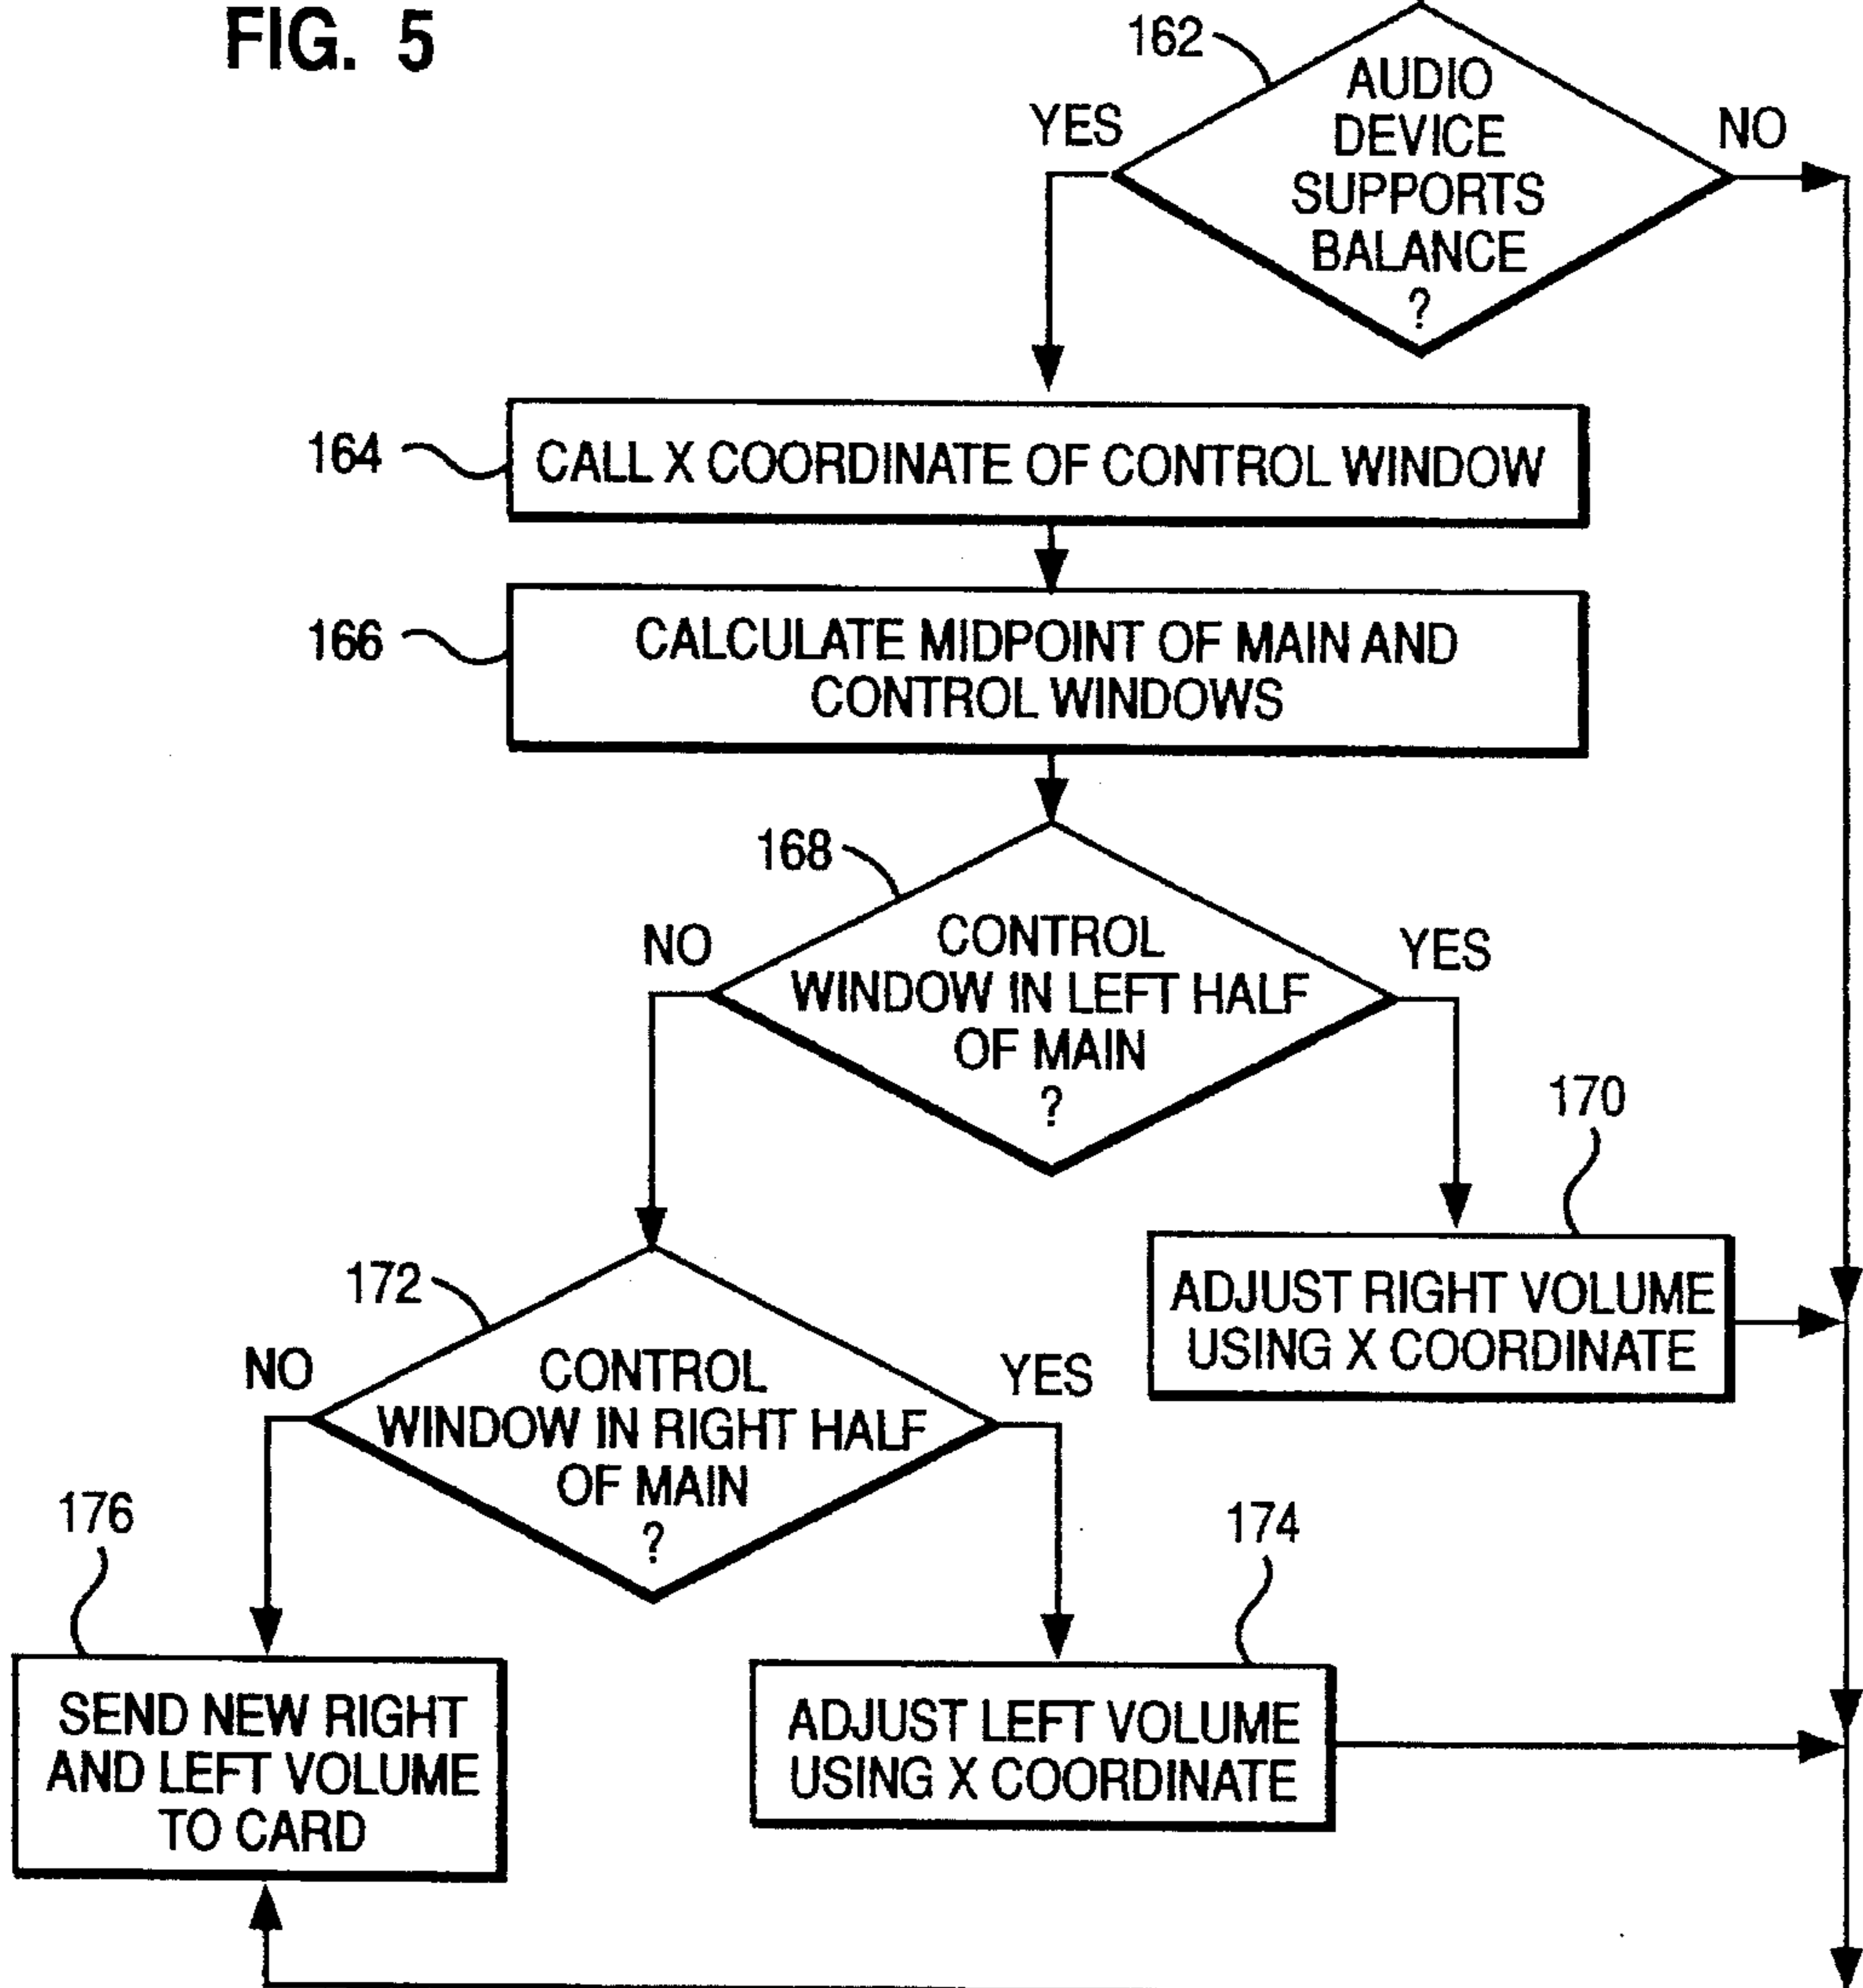 FIG. 5
162
AUDIO
DEVICE
SUPPORTS
BALANCE
?
YES
NO
164
CALL X COORDINATE OF CONTROL WINDOW
166
CALCULATE MIDPOINT OF MAIN AND
CONTROL WINDOWS
168
CONTROL
WINDOW IN LEFT HALF
OF MAIN
?
NO
YES
170
ADJUST RIGHT VOLUME
USING X COORDINATE
172
CONTROL
WINDOW IN RIGHT HALF
OF MAIN
?
NO
YES
176
SEND NEW RIGHT
AND LEFT VOLUME
TO CARD
174
ADJUST LEFT VOLUME
USING X COORDINATE